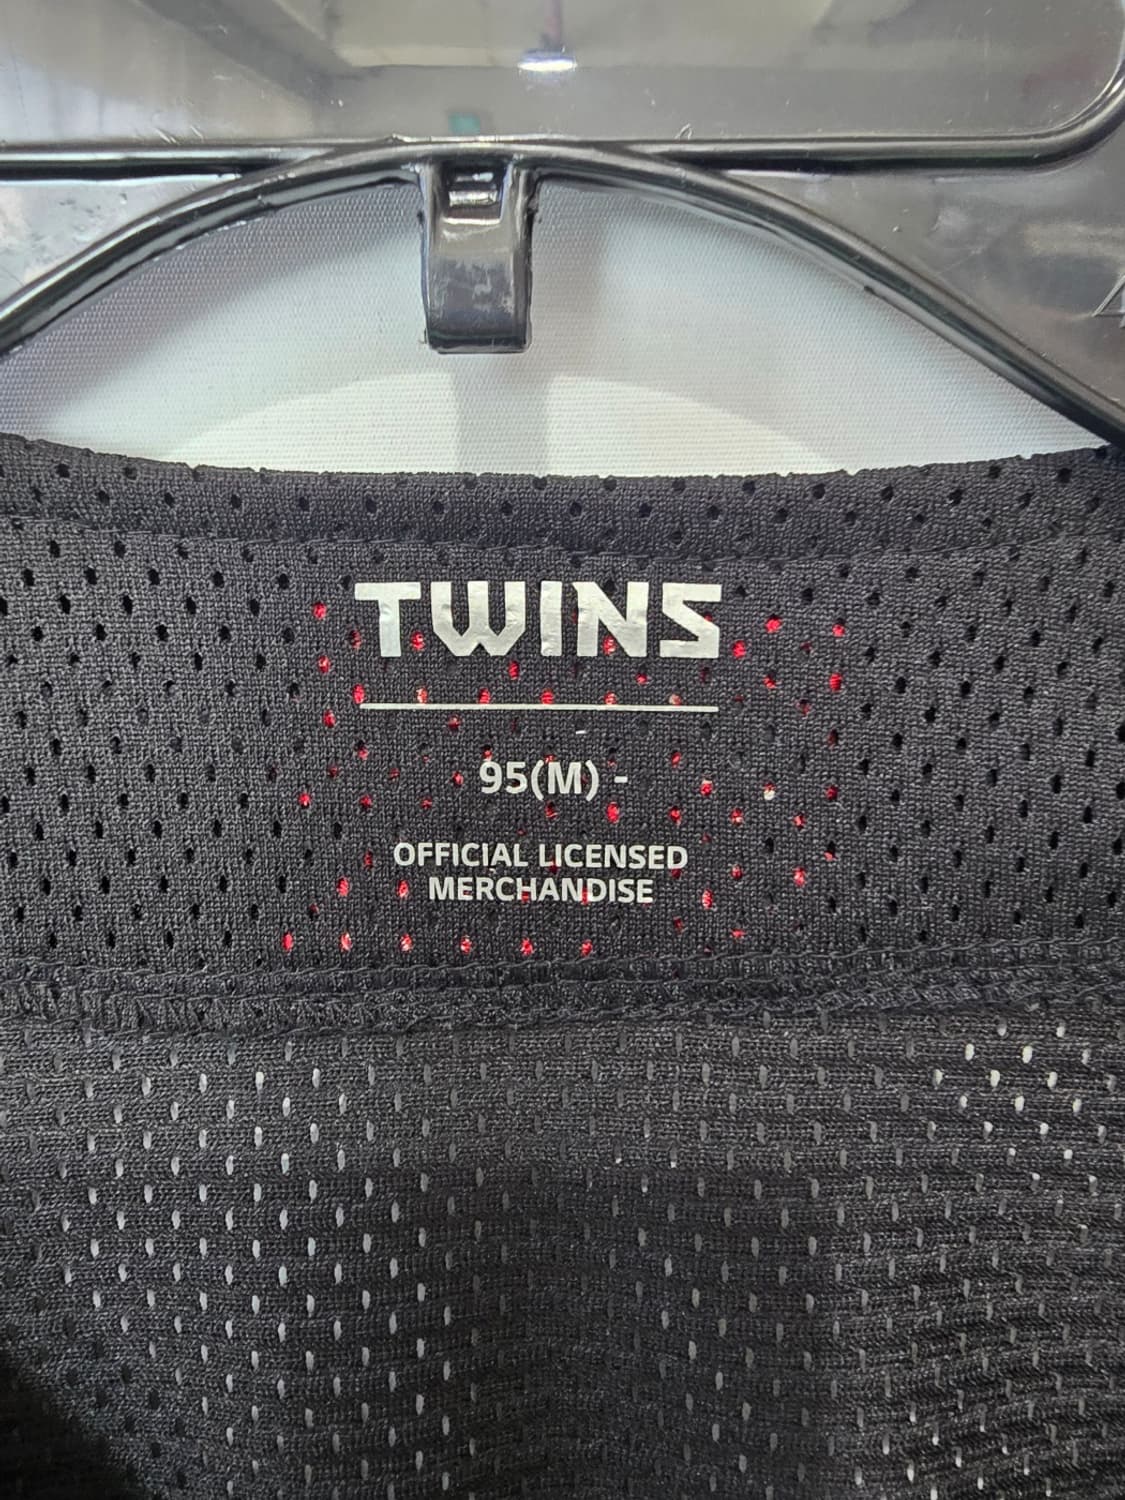 TWINS
95(M) -
OFFICIAL LICENSED
MERCHANDISE